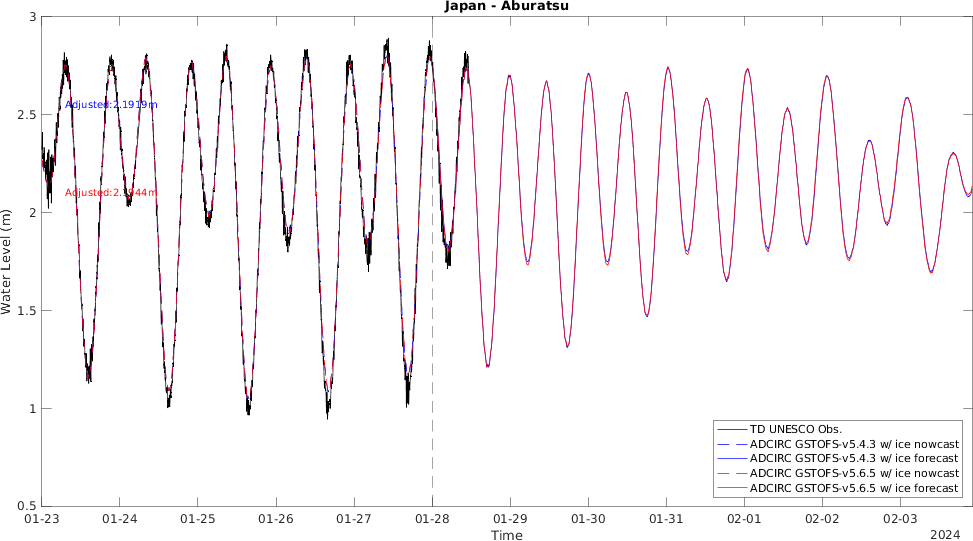 Japan - Aburatsu
3
2.5
2
1.5
1
0.5
Water Level (m)
Adjusted:2.1919m
Adjusted:2.1944m
TD UNESCO Obs.
ADCIRC GSTOFS-v5.4.3 w/ ice nowcast
ADCIRC GSTOFS-v5.4.3 w/ ice forecast
ADCIRC GSTOFS-v5.6.5 w/ ice nowcast
ADCIRC GSTOFS-v5.6.5 w/ ice forecast
01-23 01-24 01-25 01-26 01-27 01-28 01-29 01-30 01-31 02-01 02-02 02-03
Time
2024